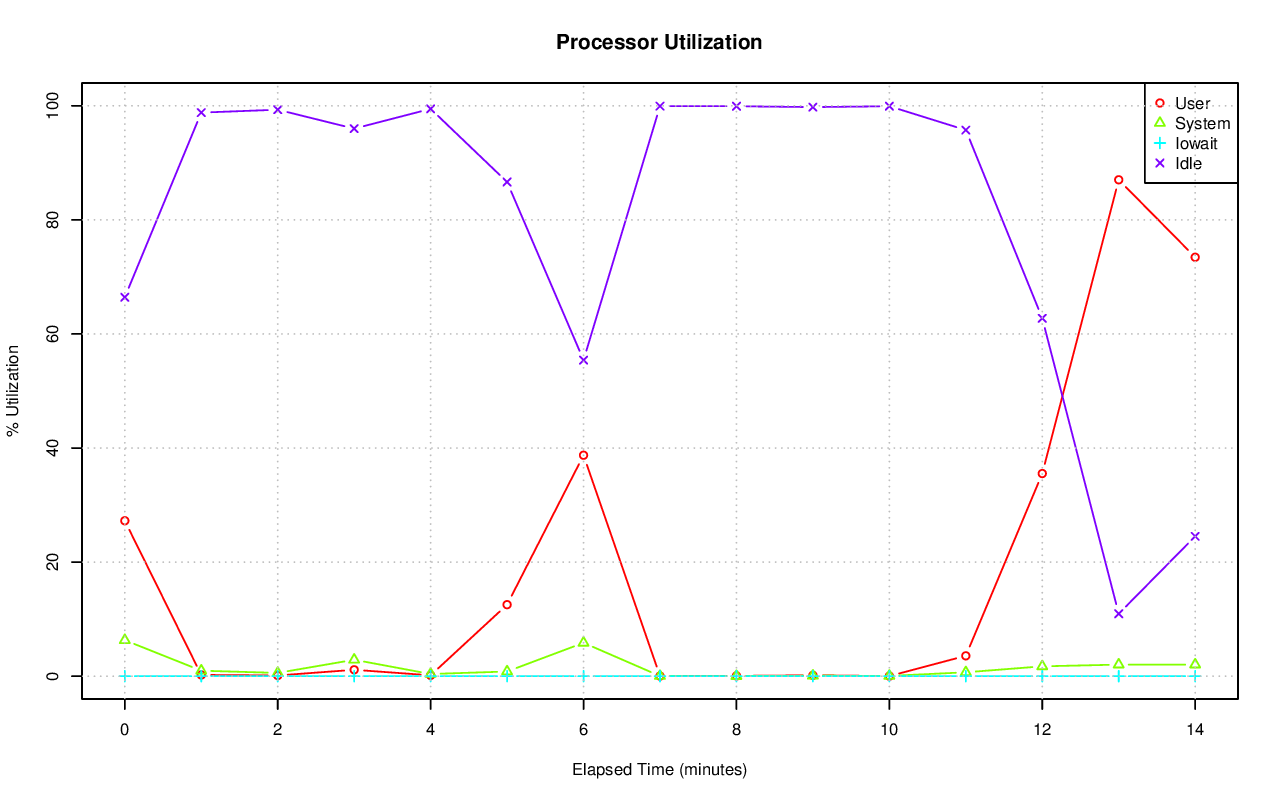 Processor Utilization
100
80
60
40
20
0
% Utilization
User
System
Iowait
Idle
0 2 4 6 8 10 12 14
Elapsed Time (minutes)